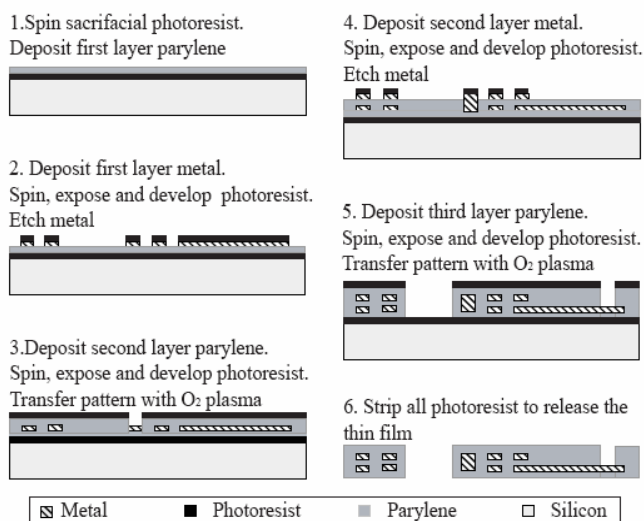 1.Spin sacrifacial photoresist.
Deposit first layer parylene
2. Deposit first layer metal.
Spin, expose and develop photoresist.
Etch metal
3.Deposit second layer parylene.
Spin, expose and develop photoresist.
Transfer pattern with O₂ plasma
4. Deposit second layer metal.
Spin, expose and develop photoresist.
Etch metal
5. Deposit third layer parylene.
Spin, expose and develop photoresist.
Transfer pattern with O₂ plasma
6. Strip all photoresist to release the
thin film
Metal Photoresist Parylene Silicon